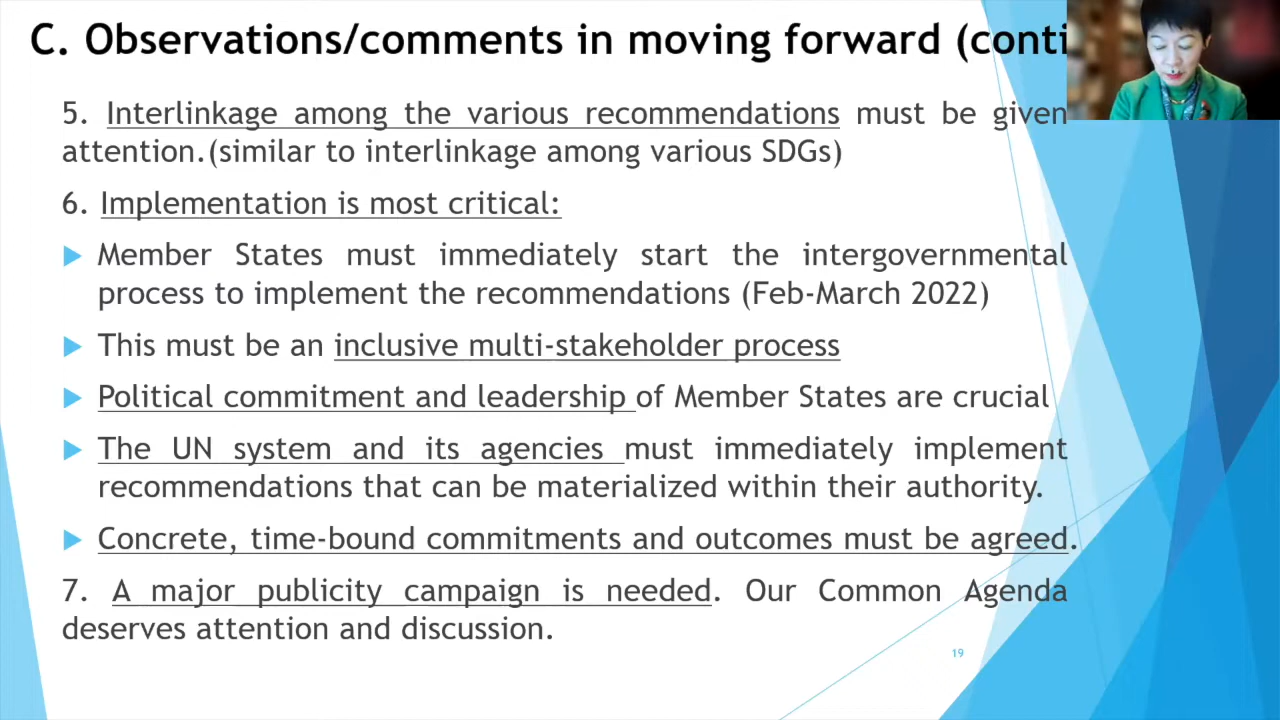 C. Observations/comments in moving forward (conti
5. Interlinkage among the various recommendations must be given
attention.(similar to interlinkage among various SDGs)
6. Implementation is most critical:
Member States must immediately start the intergovernmental
process to implement the recommendations (Feb-March 2022)
This must be an inclusive multi-stakeholder process
Political commitment and leadership of Member States are crucial
The UN system and its agencies must immediately implement
recommendations that can be materialized within their authority.
Concrete, time-bound commitments and outcomes must be agreed.
7. A major publicity campaign is needed. Our Common Agenda
deserves attention and discussion.
19